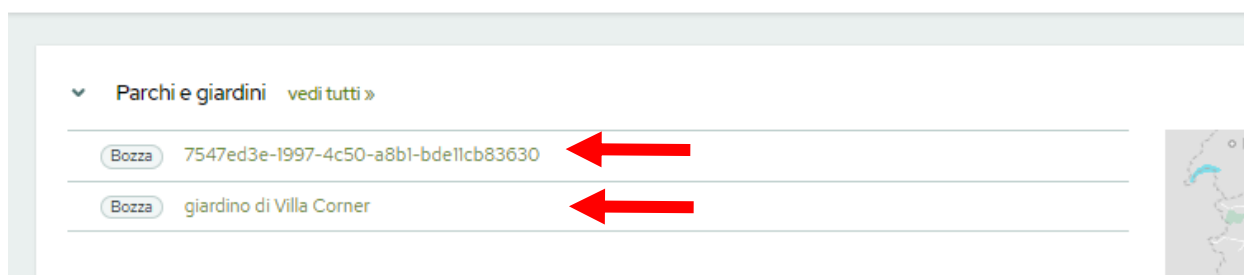 Parchi e giardini vedi tutti »
Bozza 7547ed3e-1997-4c50-a8b1-bde11cb83630
Bozza giardino di Villa Corner